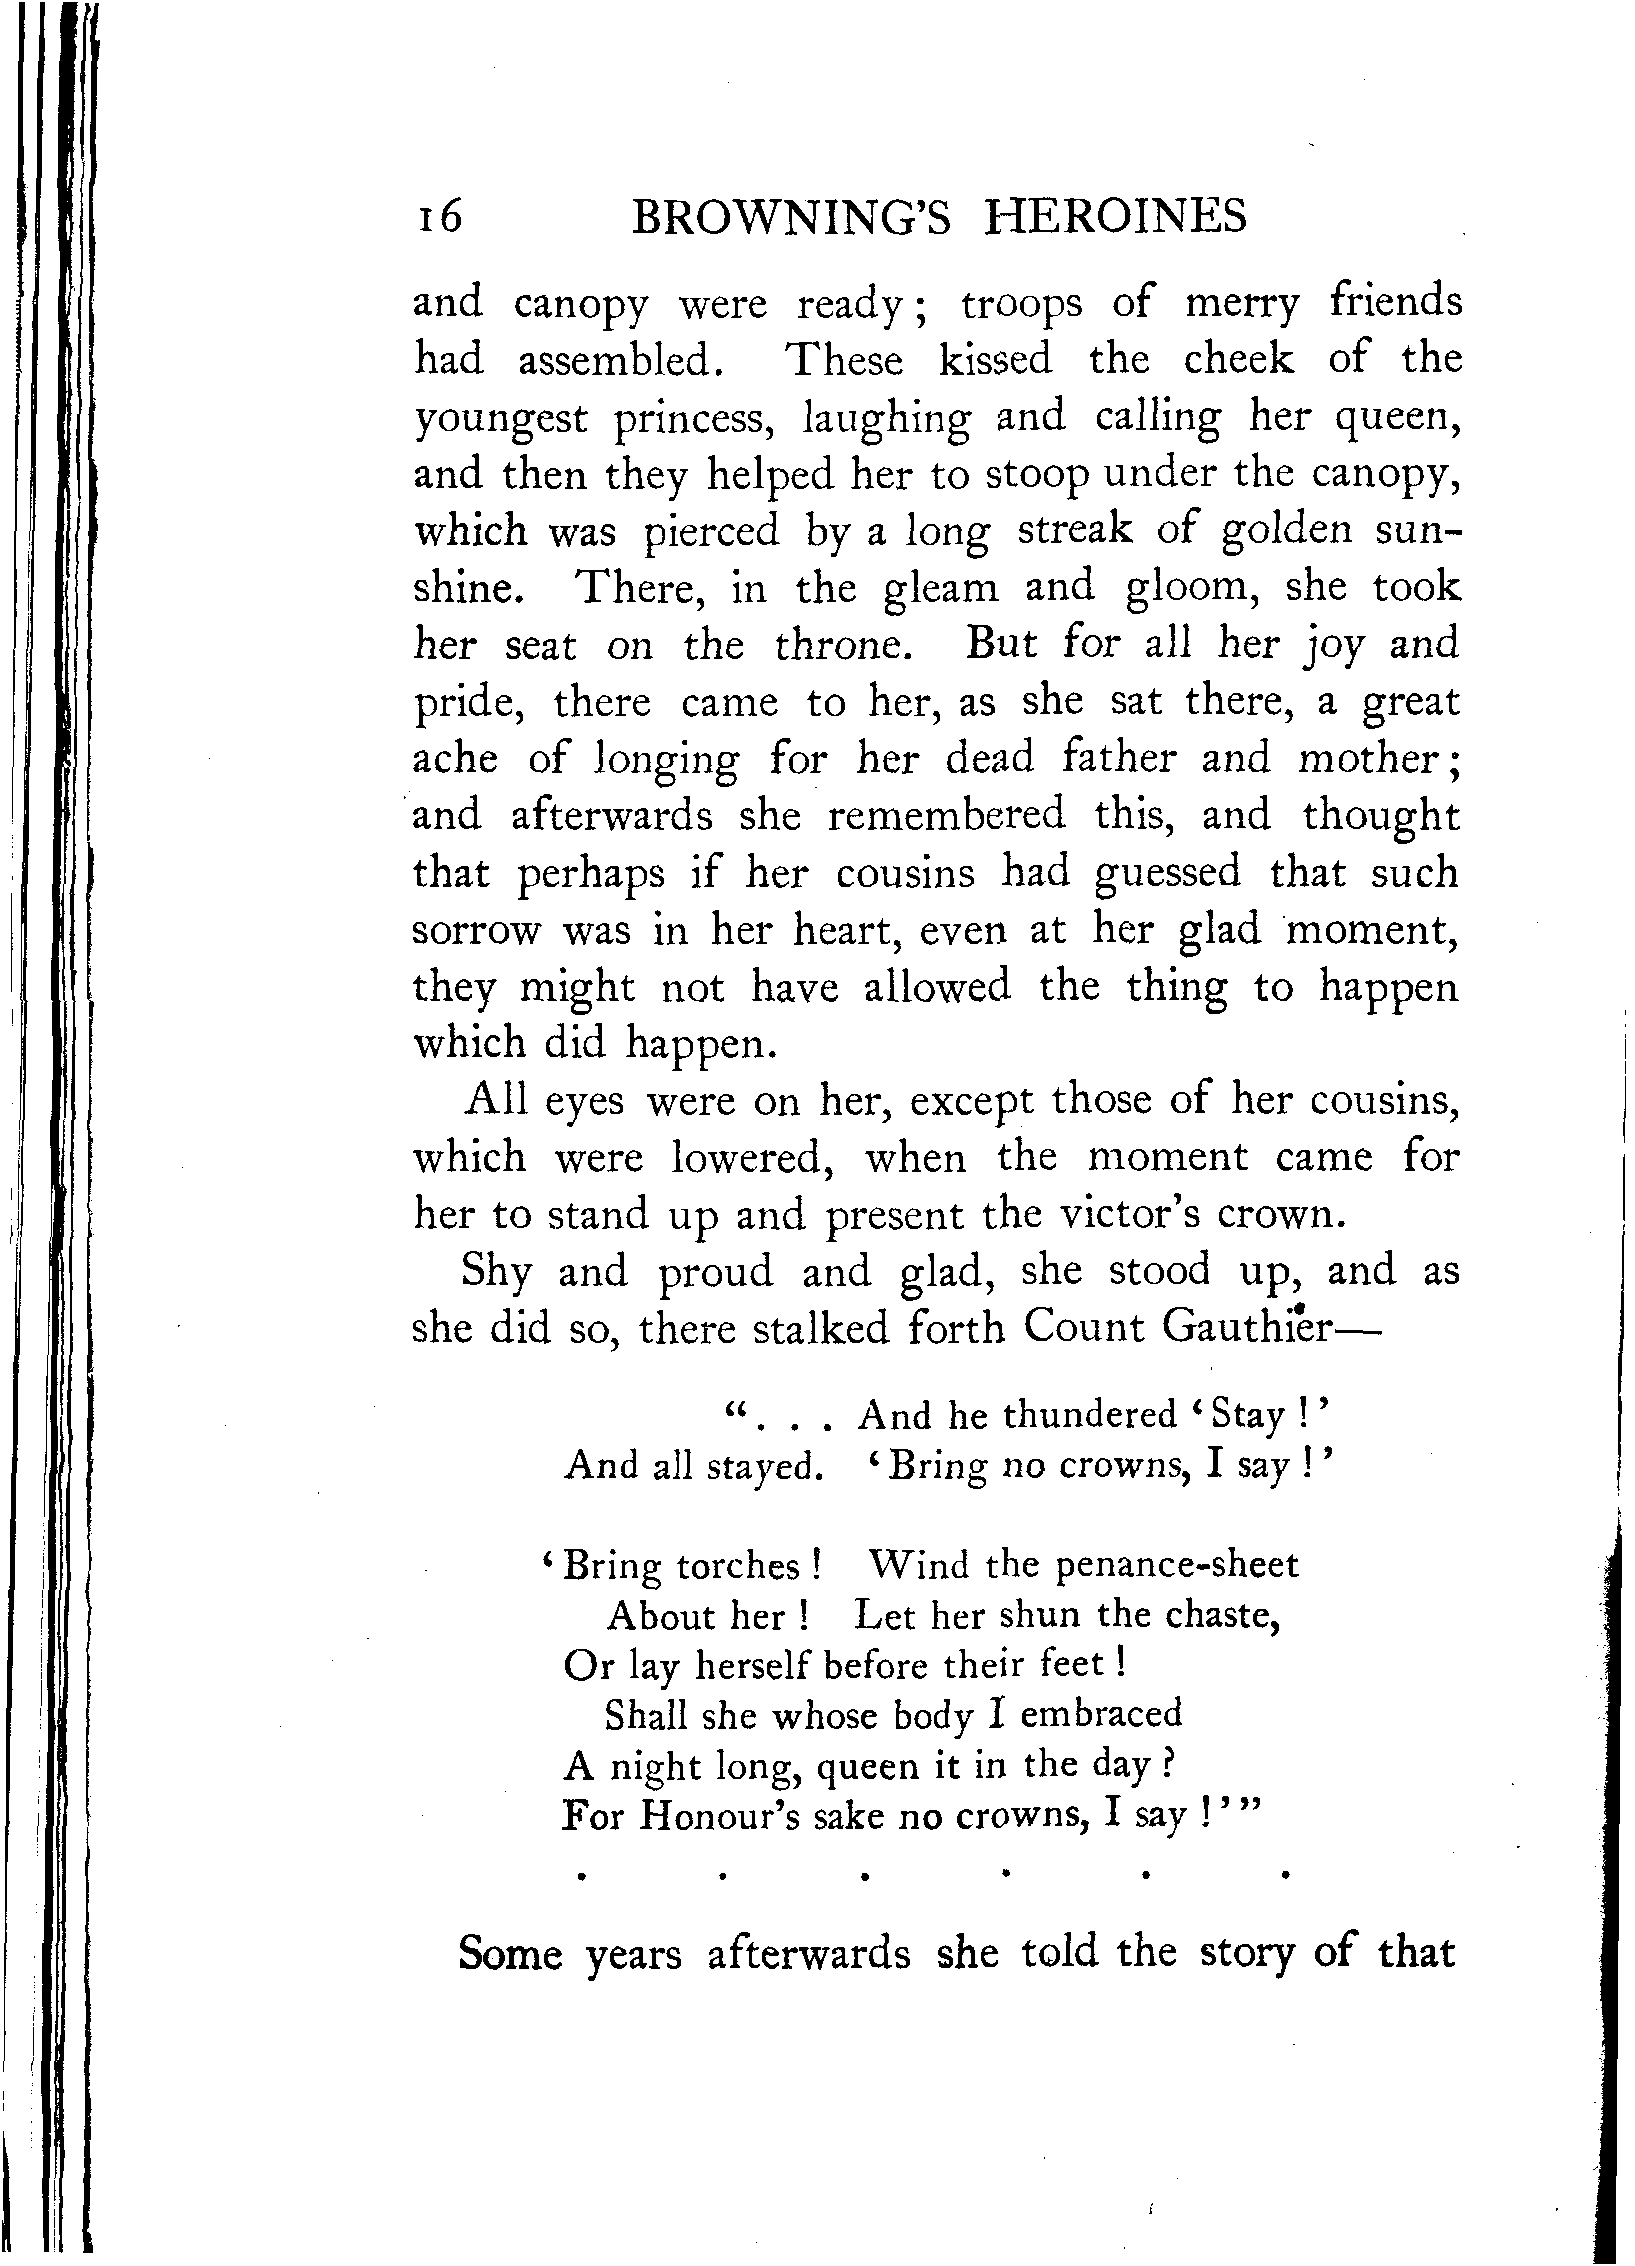 16 BROWNING'S HEROINES
and canopy were ready; troops of merry friends
had assembled. These kissed the cheek of the
youngest princess, laughing and calling her queen,
and then they helped her to stoop under the canopy,
which was pierced by a long streak of golden sun-
shine. There, in the gleam and gloom, she took
her seat on the throne. But for all her joy and
pride, there came to her, as she sat there, a great
ache of longing for her dead father and mother;
and afterwards she remembered this, and thought
that perhaps if her cousins had guessed that such
sorrow was in her heart, even at her glad moment,
they might not have allowed the thing to happen
which did happen.
All eyes were on her, except those of her cousins,
which were lowered, when the moment came for
her to stand up and present the victor's crown.
Shy and proud and glad, she stood up, and as
she did so, there stalked forth Count Gauthier—
“. . . And he thundered ‘Stay!’
And all stayed. ‘Bring no crowns, I say!’
‘Bring torches! Wind the penance-sheet
About her! Let her shun the chaste,
Or lay herself before their feet!
Shall she whose body I embraced
A night long, queen it in the day?
For Honour's sake no crowns, I say!’”
. . . . . .
Some years afterwards she told the story of that